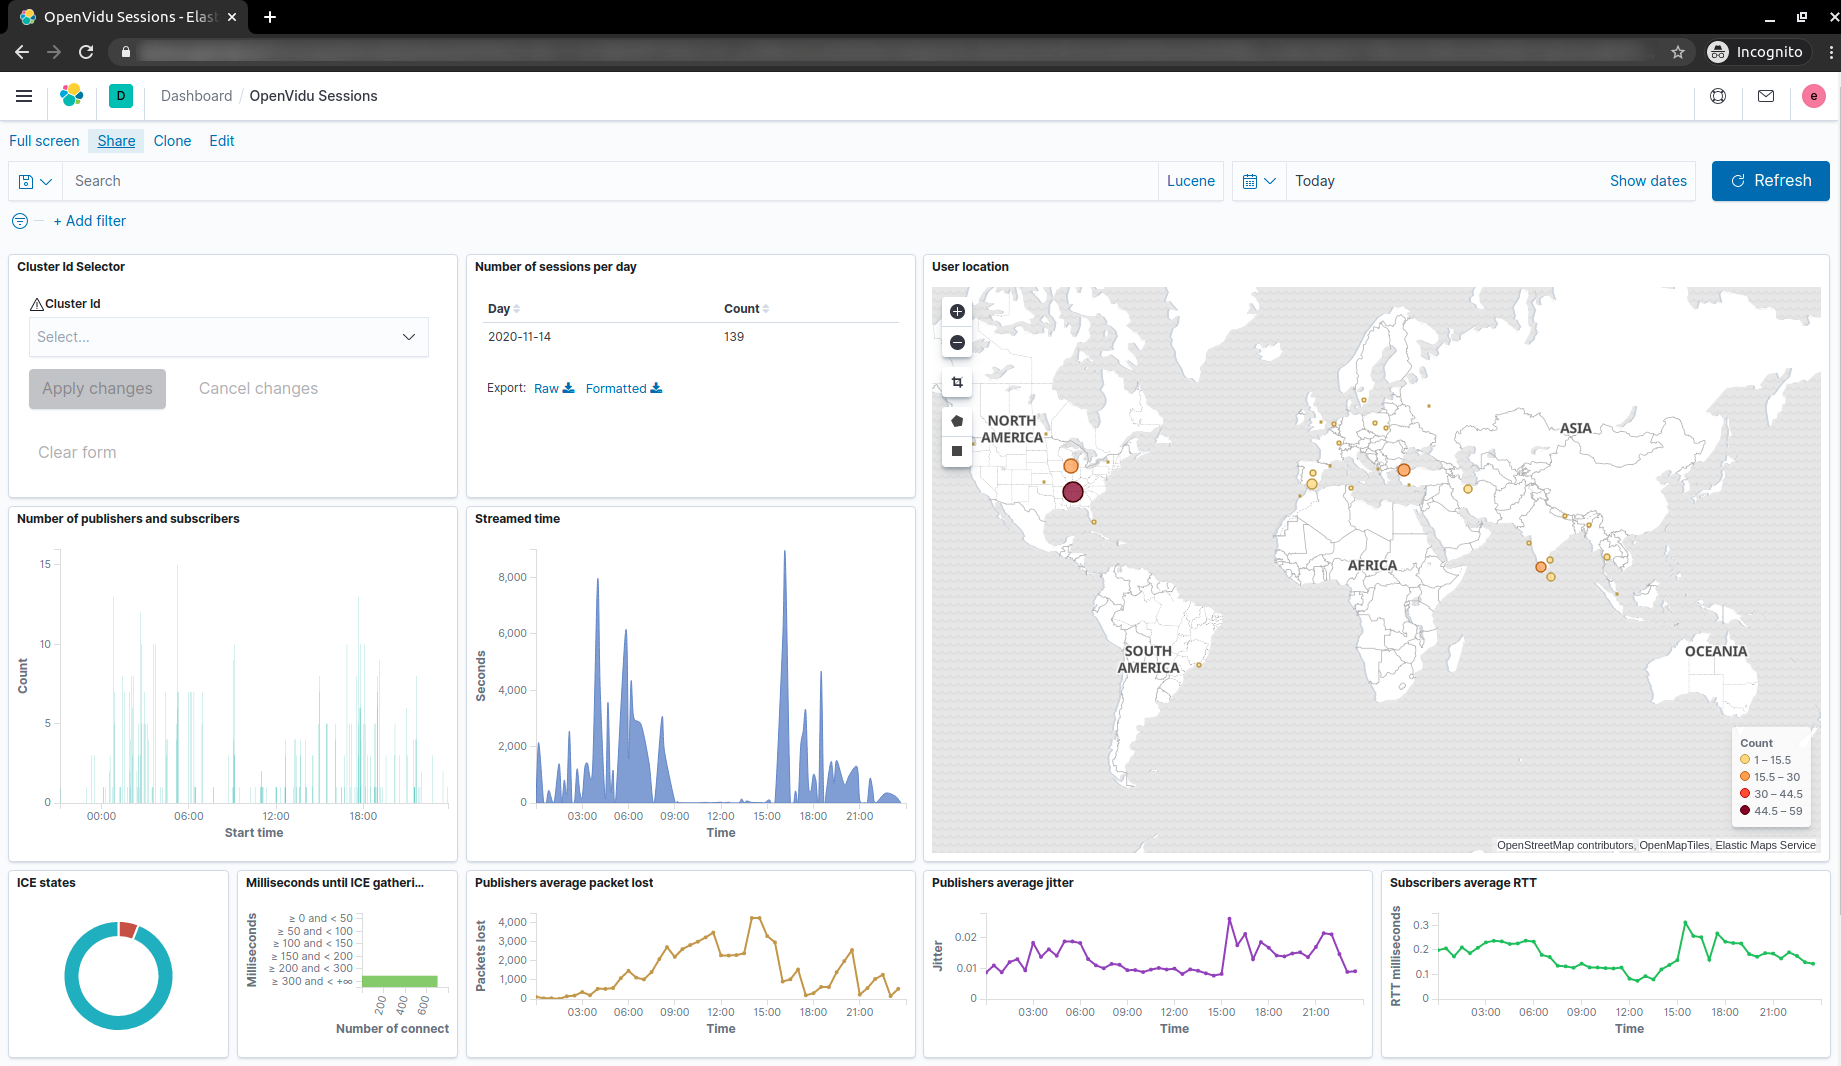 OpenVidu Sessions - Elas
Incognito
D
Dashboard / OpenVidu Sessions
e
Full screen Share Clone Edit
Search
Lucene
Today
Show dates
Refresh
+ Add filter
Cluster Id Selector
Cluster Id
Select...
Apply changes
Cancel changes
Clear form
Number of sessions per day
Day Count
2020-11-14 139
Export: Raw Formatted
User location
NORTH
AMERICA
ASIA
AFRICA
SOUTH
AMERICA
OCEANIA
Count
1 – 15.5
15.5 – 30
30 – 44.5
44.5 – 59
OpenStreetMap contributors, OpenMapTiles, Elastic Maps Service
Number of publishers and subscribers
Count
15
10
5
0
00:00 06:00 12:00 18:00
Start time
Streamed time
Seconds
8,000
6,000
4,000
2,000
0
03:00 06:00 09:00 12:00 15:00 18:00 21:00
Time
ICE states
Milliseconds until ICE gatheri...
Milliseconds
≥ 0 and < 50
≥ 50 and < 100
≥ 100 and < 150
≥ 150 and < 200
≥ 200 and < 300
≥ 300 and < +∞
200 400 600
Number of connect
Publishers average packet lost
Packets lost
4,000
3,000
2,000
1,000
0
03:00 06:00 09:00 12:00 15:00 18:00 21:00
Time
Publishers average jitter
Jitter
0.02
0.01
0
03:00 06:00 09:00 12:00 15:00 18:00 21:00
Time
Subscribers average RTT
RTT milliseconds
0.3
0.2
0.1
0
03:00 06:00 09:00 12:00 15:00 18:00 21:00
Time